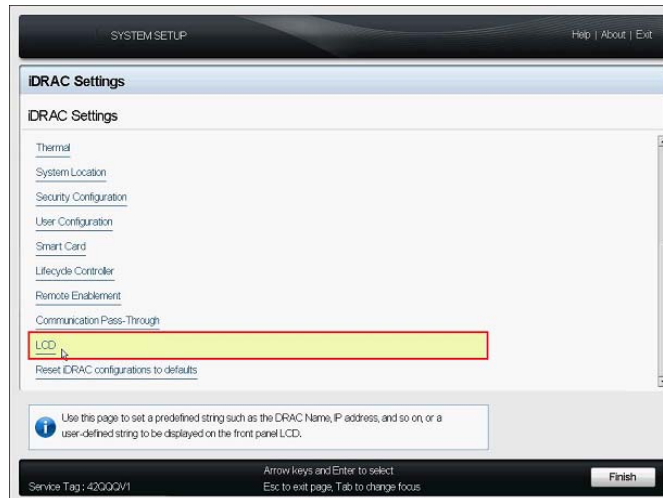 SYSTEM SETUP
Help | About | Exit
iDRAC Settings
iDRAC Settings
Thermal
System Location
Security Configuration
User Configuration
Smart Card
Lifecycle Controller
Remote Enablement
Communication Pass-Through
LCD
Reset iDRAC configurations to defaults
Use this page to set a predefined string such as the DRAC Name, IP address, and so on, or a
user-defined string to be displayed on the front panel LCD.
Arrow keys and Enter to select
Service Tag : 42QQQV1
Esc to exit page, Tab to change focus
Finish